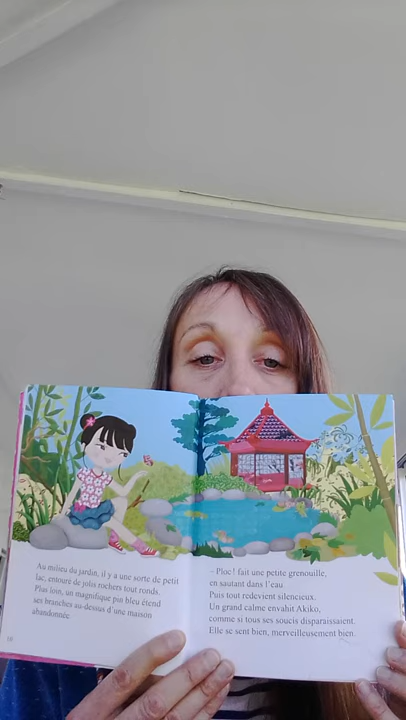 Au milieu du jardin, il y a une sorte de petit
lac, entouré de jolis rochers tout ronds.
Plus loin, un magnifique pin bleu étend
ses branches au-dessus d'une maison
abandonnée.
10
– Ploc ! fait une petite grenouille,
en sautant dans l'eau.
Puis tout redevient silencieux.
Un grand calme envahit Akiko,
comme si tous ses soucis disparaissaient.
Elle se sent bien, merveilleusement bien.